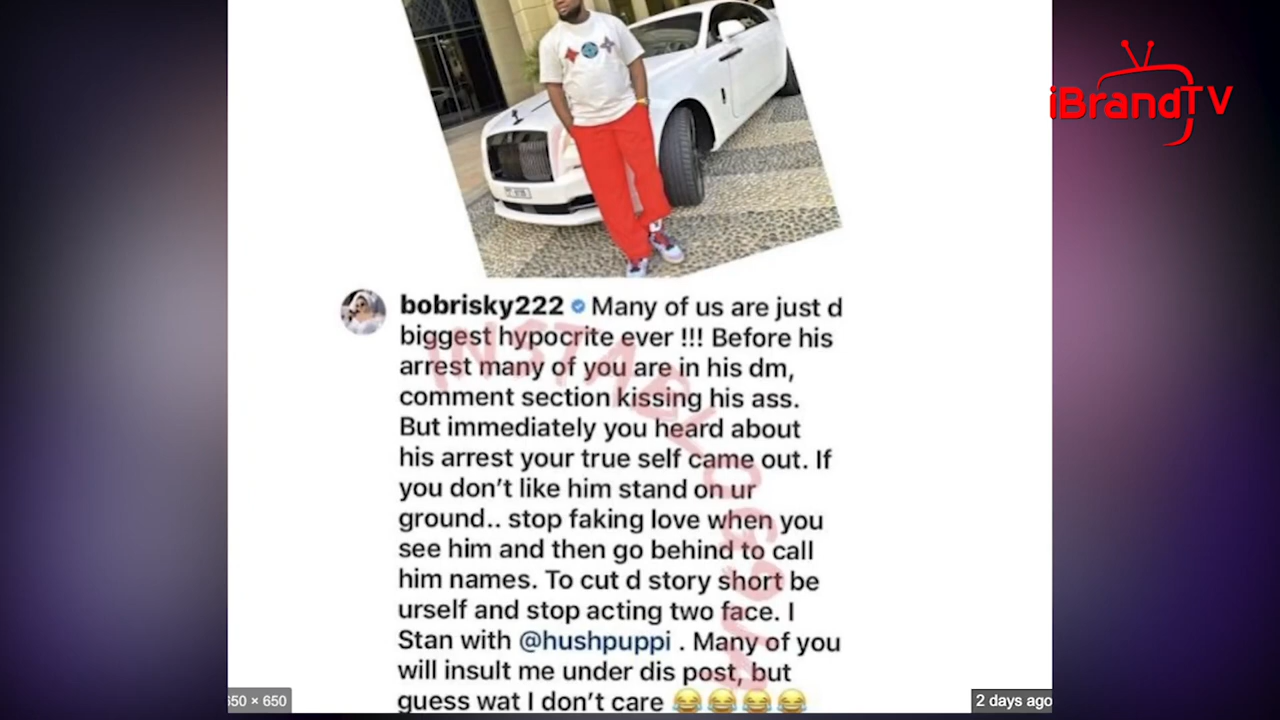 iBrandTV
bobrisky222 Many of us are just d
biggest hypocrite ever !!! Before his
arrest many of you are in his dm,
comment section kissing his ass.
But immediately you heard about
his arrest your true self came out. If
you don’t like him stand on ur
ground.. stop faking love when you
see him and then go behind to call
him names. To cut d story short be
urself and stop acting two face. I
Stan with @hushpuppi . Many of you
will insult me under dis post, but
guess wat I don’t care 😂😂😂😂
INSTABLOG9JA
650 × 650
2 days ago